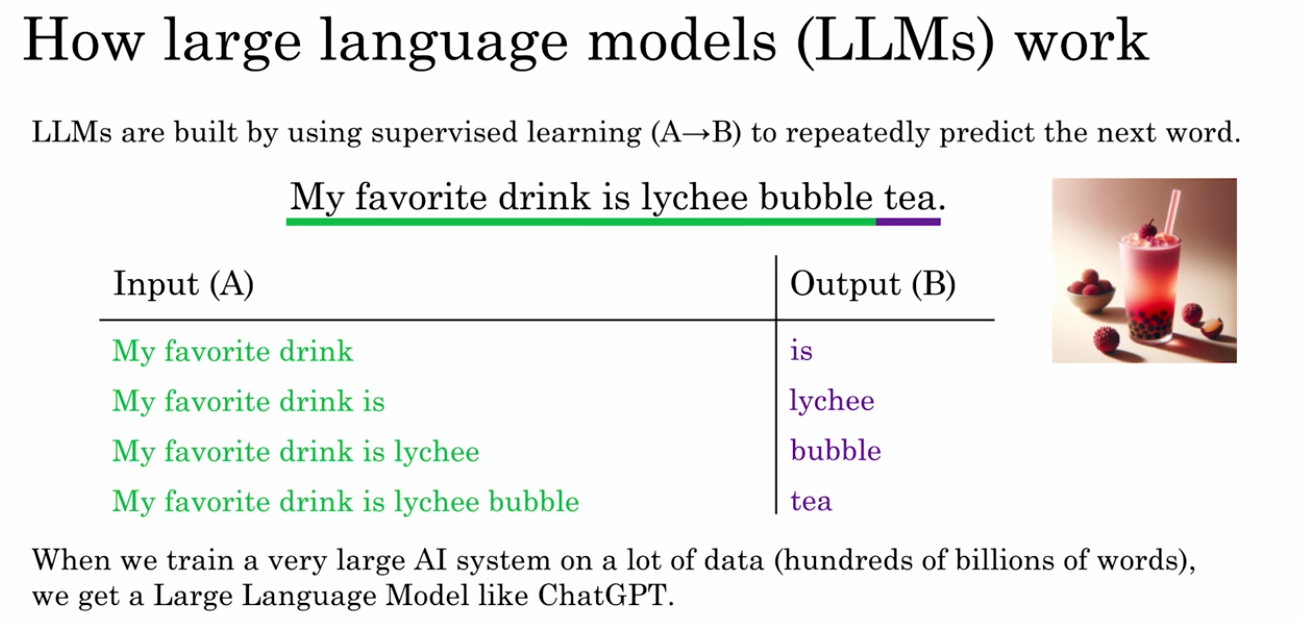 How large language models (LLMs) work
LLMs are built by using supervised learning (A→B) to repeatedly predict the next word.
My favorite drink is lychee bubble tea.
Input (A) Output (B)
My favorite drink is
My favorite drink is lychee
My favorite drink is lychee bubble
My favorite drink is lychee bubble tea
When we train a very large AI system on a lot of data (hundreds of billions of words),
we get a Large Language Model like ChatGPT.